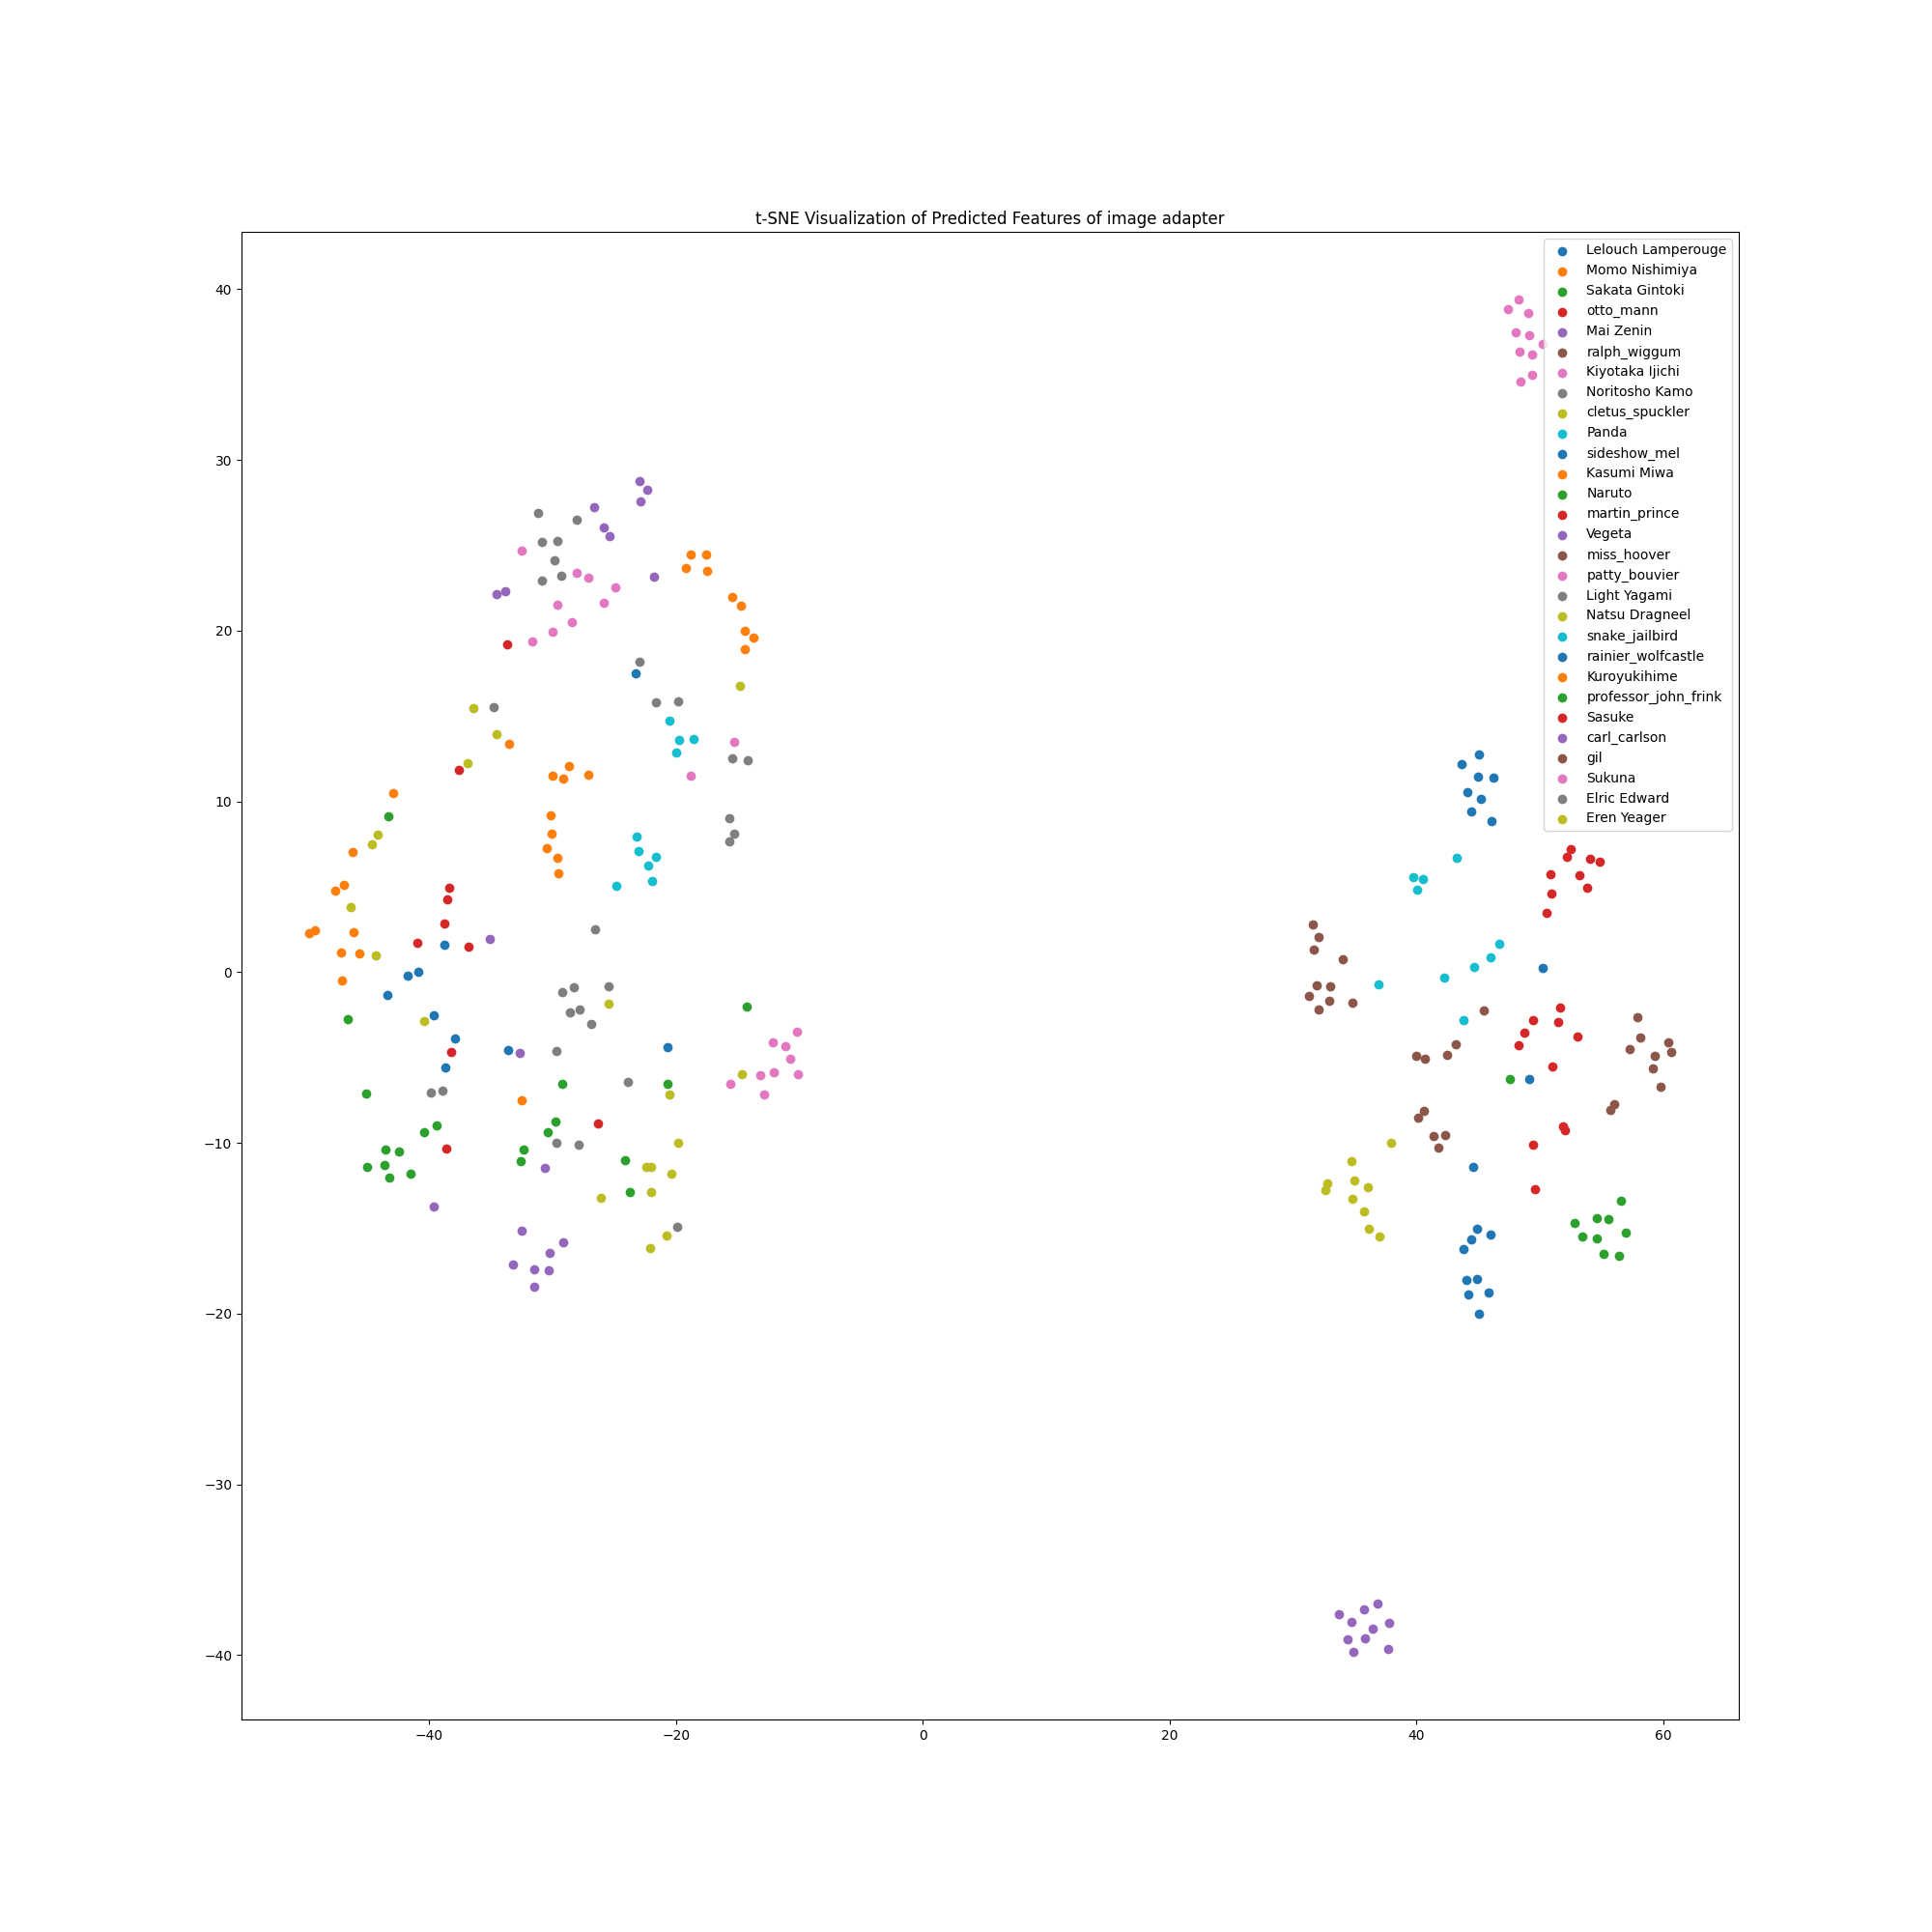 t-SNE Visualization of Predicted Features of image adapter
Lelouch Lamperouge
Momo Nishimiya
Sakata Gintoki
otto_mann
Mai Zenin
ralph_wiggum
Kiyotaka Ijichi
Noritosho Kamo
cletus_spuckler
Panda
sideshow_mel
Kasumi Miwa
Naruto
martin_prince
Vegeta
miss_hoover
patty_bouvier
Light Yagami
Natsu Dragneel
snake_jailbird
rainier_wolfcastle
Kuroyukihime
professor_john_frink
Sasuke
carl_carlson
gil
Sukuna
Elric Edward
Eren Yeager
40
30
20
10
0
−10
−20
−30
−40
−40 −20 0 20 40 60